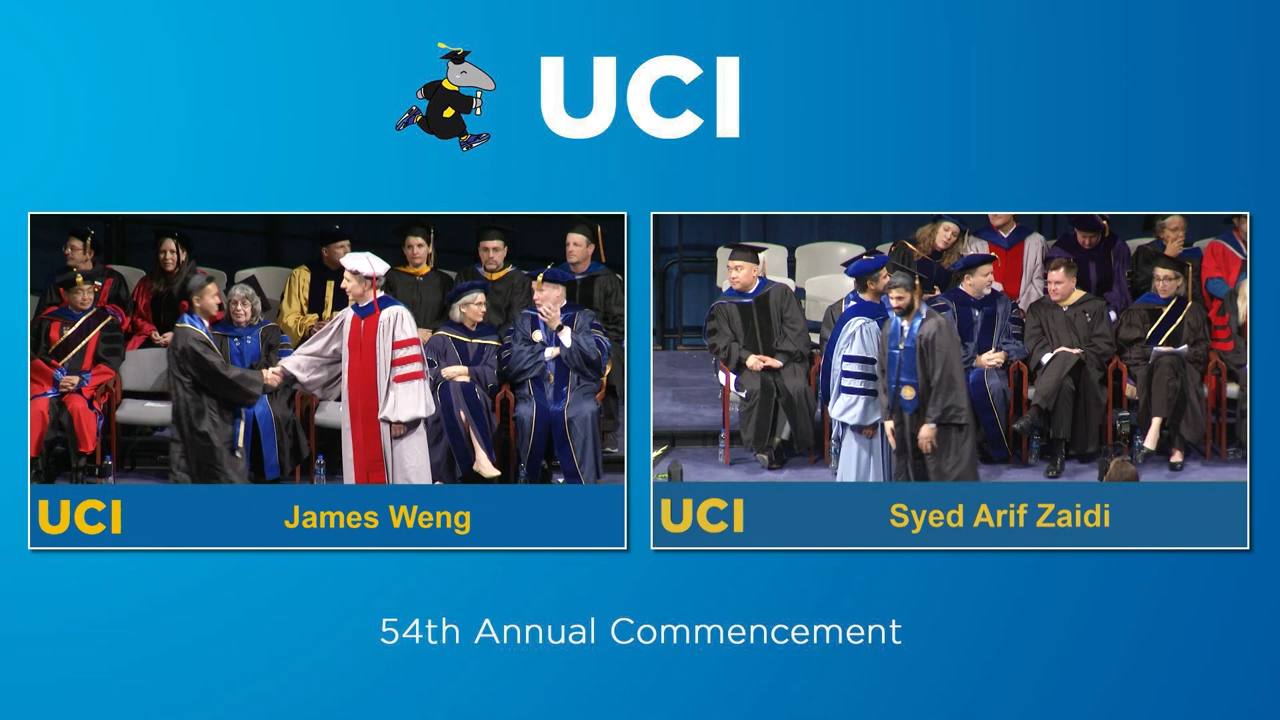 UCI
UCI
James Weng
UCI
Syed Arif Zaidi
54th Annual Commencement